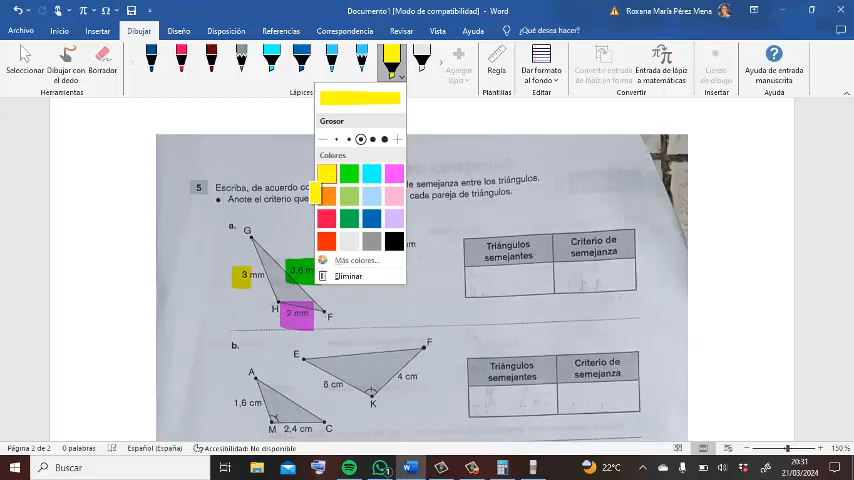 Documento1 [Modo de compatibilidad] - Word
Roxana María Pérez Mena
Archivo Inicio Insertar Dibujar Diseño Disposición Referencias Correspondencia Revisar Vista Ayuda ¿Qué desea hacer?
Seleccionar Dibujar con el dedo Borrador
Agregar lápiz
Regla
Dar formato al fondo
Convertir entrada de lápiz en formas
Entrada de lápiz a matemáticas
Lienzo de dibujo
Ayuda de entrada manuscrita
Herramientas
Plantillas Editar Convertir Insertar Ayuda
Grosor
Colores
Más colores...
Eliminar
5 Escriba, de acuerdo de semejanza entre los triángulos.
• Anote el criterio que cada pareja de triángulos.
a.
G
3 mm
3,6 m
H
2 mm
F
m
Triángulos semejantes
Criterio de semejanza
b.
E
F
6 cm
4 cm
K
A
1,6 cm
M
2,4 cm
C
Triángulos semejantes
Criterio de semejanza
Página 2 de 2 0 palabras Español (España) Accesibilidad: No disponible
150 %
Buscar
22°C
20:31
21/03/2024